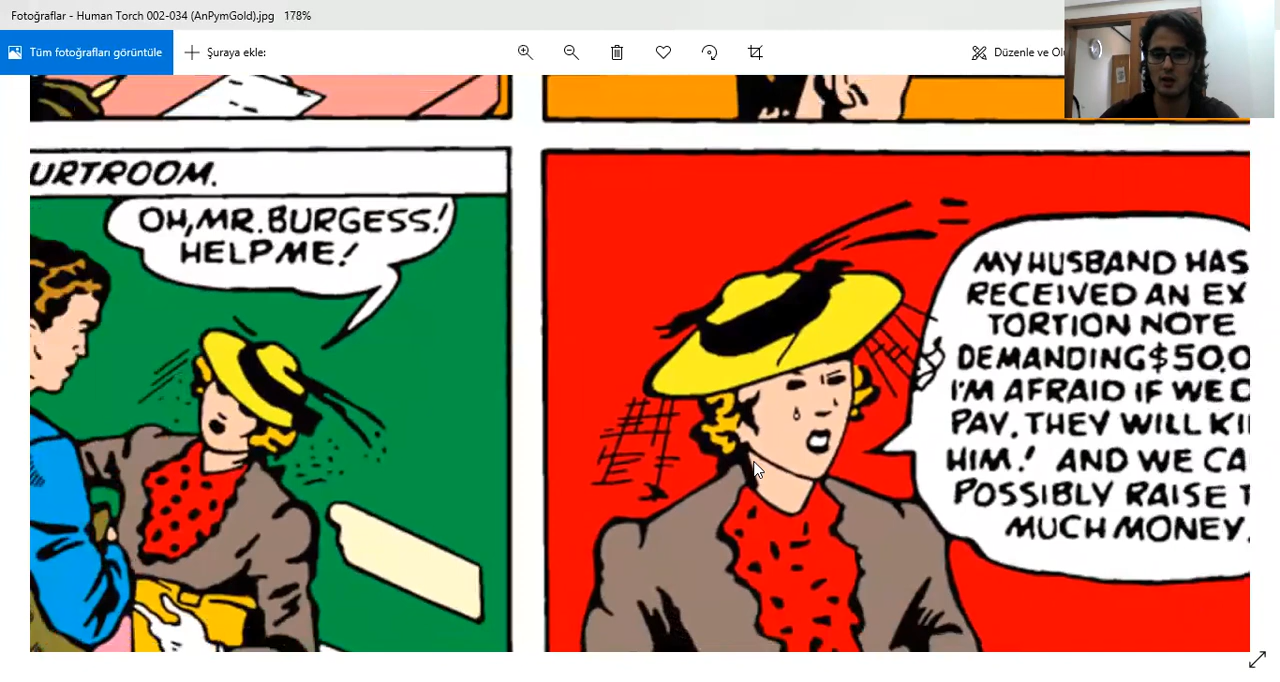 Fotoğraflar - Human Torch 002-034 (AnPymGold).jpg 178%
Tüm fotoğrafları görüntüle
Şuraya ekle:
Düzenle ve Ol
URTROOM.
OH, MR. BURGESS!
HELP ME!
MY HUSBAND HAS
RECEIVED AN EX
TORTION NOTE
DEMANDING $50,0
I'M AFRAID IF WE
PAY, THEY WILL KI
HIM! AND WE CA
POSSIBLY RAISE T
MUCH MONEY.